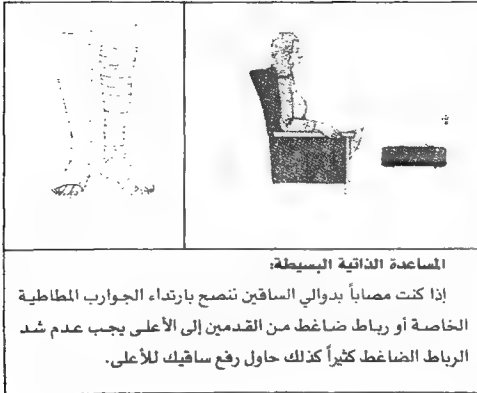 المساعدة الذاتية البسيطة:
إذا كنت مصاباً بدوالي الساقين ننصح بارتداء الجوارب المطاطية
الخاصة أو رباط ضاغط من القدمين إلى الأعلى يجب عدم شد
الرباط الضاغط كثيراً كذلك حاول رفع ساقيك للأعلى.